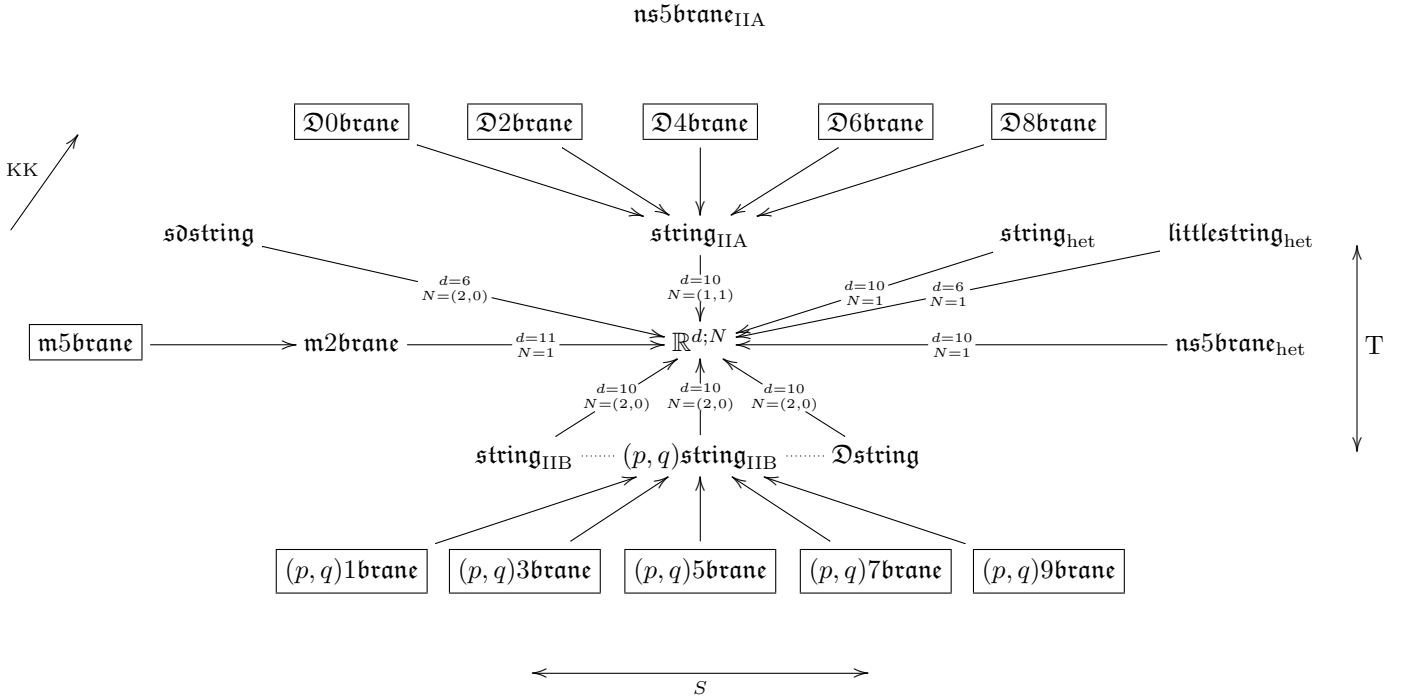 𝔫𝔰5𝔟𝔯𝔞𝔫𝔢_IIA
𝔇0𝔟𝔯𝔞𝔫𝔢 𝔇2𝔟𝔯𝔞𝔫𝔢 𝔇4𝔟𝔯𝔞𝔫𝔢 𝔇6𝔟𝔯𝔞𝔫𝔢 𝔇8𝔟𝔯𝔞𝔫𝔢
KK
𝔰𝔡𝔰𝔱𝔯𝔦𝔫𝔤 𝔰𝔱𝔯𝔦𝔫𝔤_IIA 𝔰𝔱𝔯𝔦𝔫𝔤_het 𝔩𝔦𝔱𝔱𝔩𝔢𝔰𝔱𝔯𝔦𝔫𝔤_het
d=6 d=10 d=10 d=6
N=(2,0) N=(1,1) N=1 N=1
𝔪5𝔟𝔯𝔞𝔫𝔢 𝔪2𝔟𝔯𝔞𝔫𝔢 d=11 ℝ^{d;N} d=10 𝔫𝔰5𝔟𝔯𝔞𝔫𝔢_het T
N=1 N=1
d=10 d=10 d=10
N=(2,0) N=(2,0) N=(2,0)
𝔰𝔱𝔯𝔦𝔫𝔤_IIB (p, q)𝔰𝔱𝔯𝔦𝔫𝔤_IIB 𝔇𝔰𝔱𝔯𝔦𝔫𝔤
(p, q)1𝔟𝔯𝔞𝔫𝔢 (p, q)3𝔟𝔯𝔞𝔫𝔢 (p, q)5𝔟𝔯𝔞𝔫𝔢 (p, q)7𝔟𝔯𝔞𝔫𝔢 (p, q)9𝔟𝔯𝔞𝔫𝔢
S